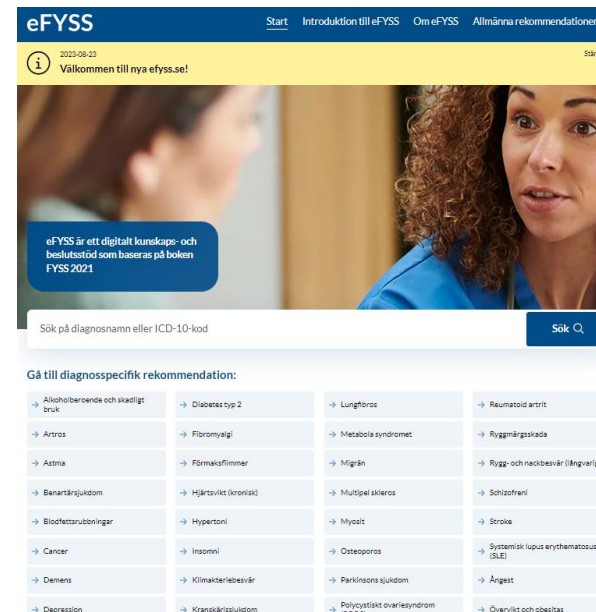 eFYSS
Start Introduktion till eFYSS Om eFYSS Allmänna rekommendationer
2023-08-23
Välkommen till nya efyss.se!
eFYSS är ett digitalt kunskaps- och
beslutsstöd som baseras på boken
FYSS 2021
Sök på diagnosnamn eller ICD-10-kod
Sök
Gå till diagnosspecifik rekommendation:
Alkoholberoende och skadligt
bruk
Diabetes typ 2
Lungfibros
Reumatoid artrit
Artros
Fibromyalgi
Metabola syndromet
Ryggmärgsskada
Astma
Förmaksflimmer
Migrän
Rygg- och nackbesvär
Benartärsjukdom
Hjärtsvikt (kronisk)
Multipel skleros
Schizofreni
Blodfettsrubbningar
Hypertoni
Myosit
Stroke
Cancer
Insomni
Osteoporos
Systemisk lupus erythematosus
(SLE)
Demens
Klimakteriebesvär
Parkinsons sjukdom
Ångest
Depression
Kranskärlssjukdom
Polycystiskt ovariesyndrom
Övervikt och obesitas